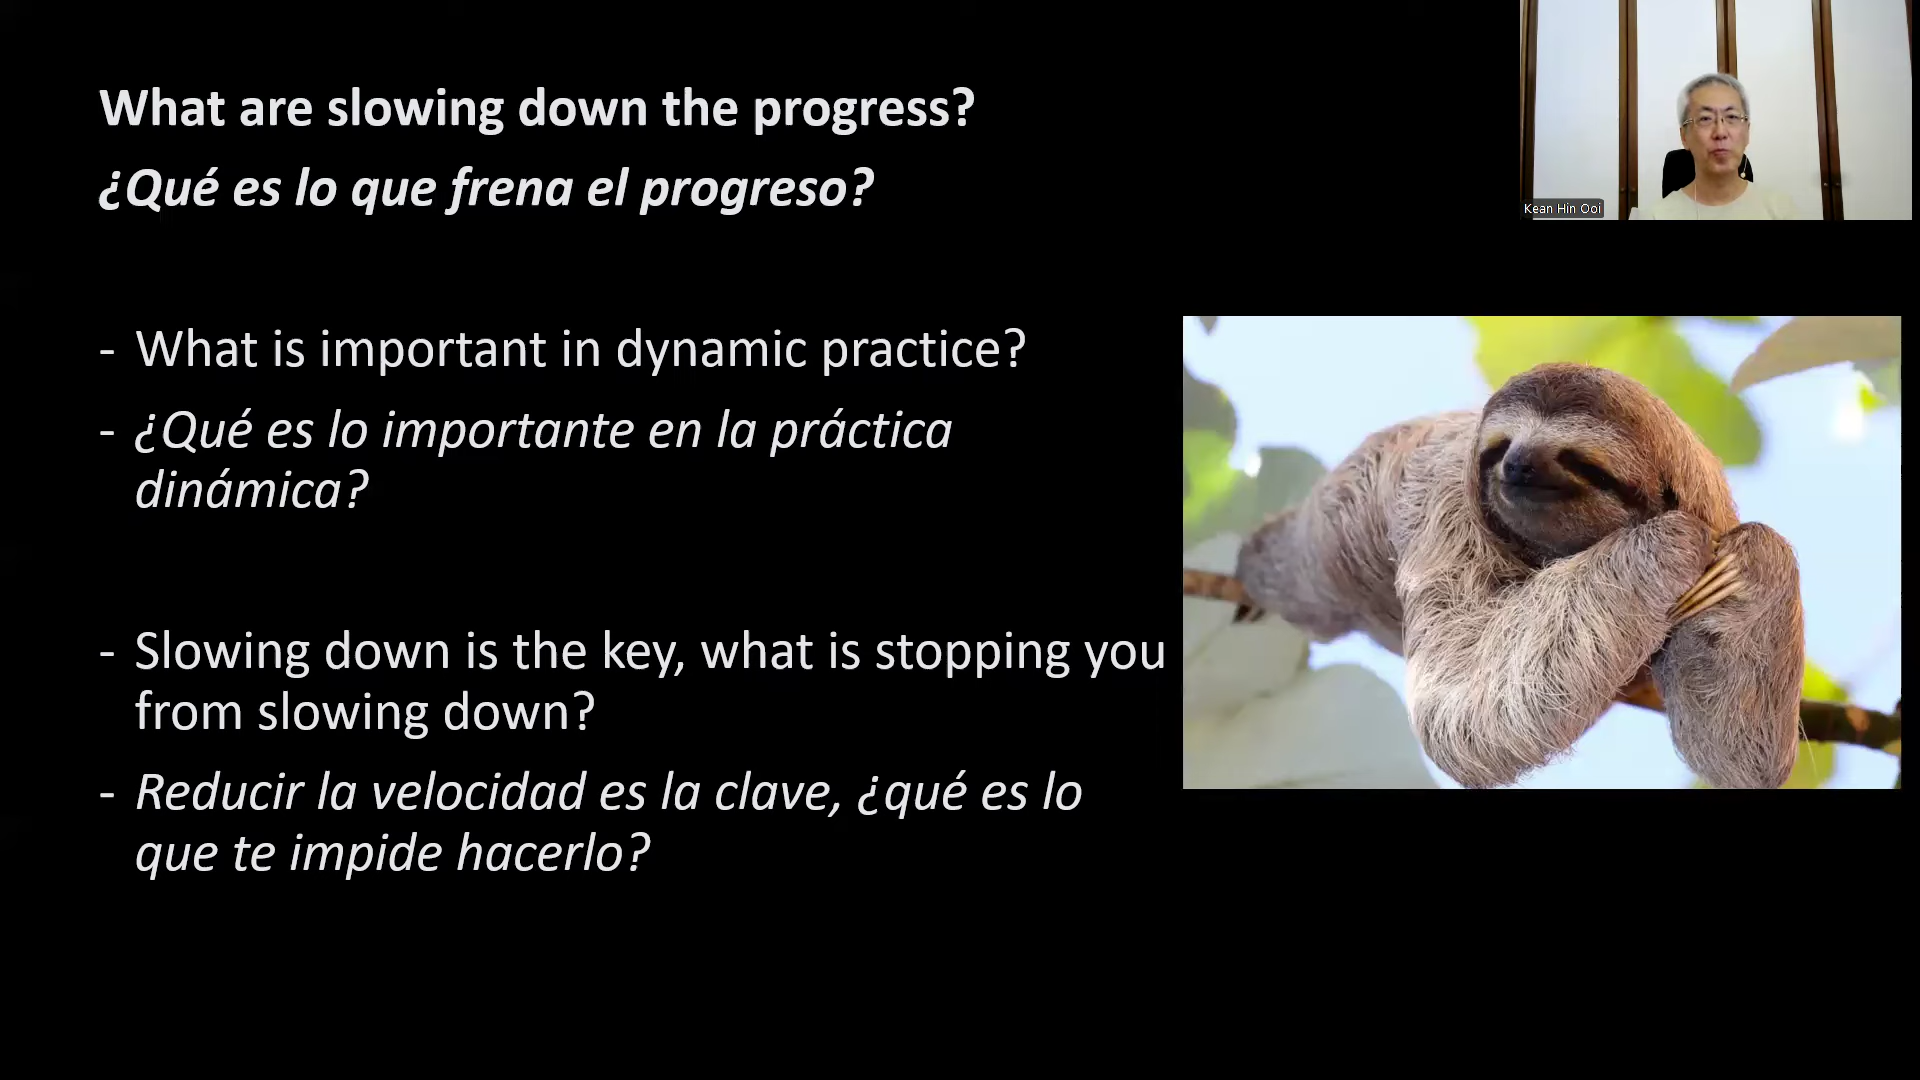 What are slowing down the progress?
¿Qué es lo que frena el progreso?
- What is important in dynamic practice?
- ¿Qué es lo importante en la práctica
dinámica?
- Slowing down is the key, what is stopping you
from slowing down?
- Reducir la velocidad es la clave, ¿qué es lo
que te impide hacerlo?
Kean Hin Ooi